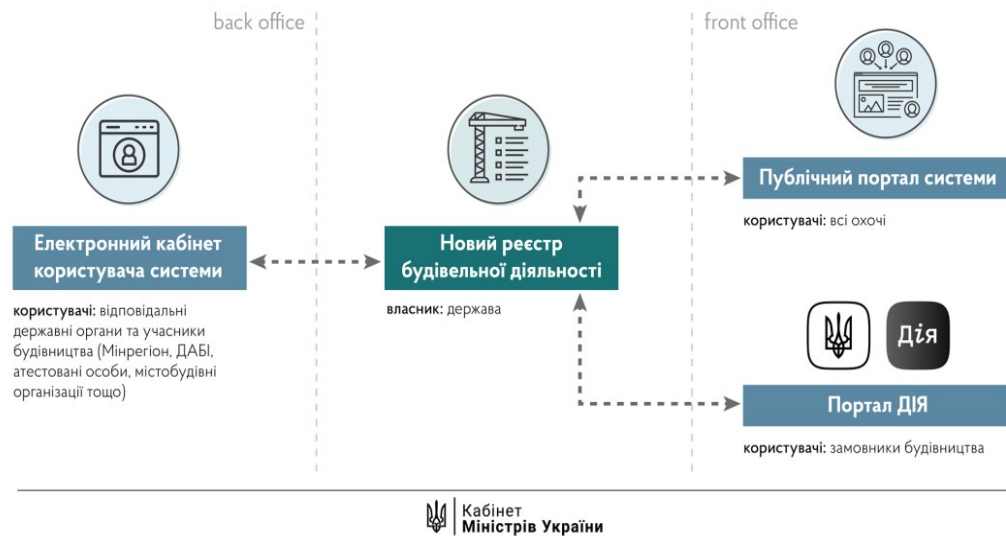 back office
front office
Електронний кабінет
користувача системи
користувачі: відповідальні
державні органи та учасники
будівництва (Мінрегіон, ДАБІ,
атестовані особи, містобудівні
організації тощо)
Новий реєстр
будівельної діяльності
власник: держава
Публічний портал системи
користувачі: всі охочі
Дія
Портал ДІЯ
користувачі: замовники будівництва
Кабінет
Міністрів України